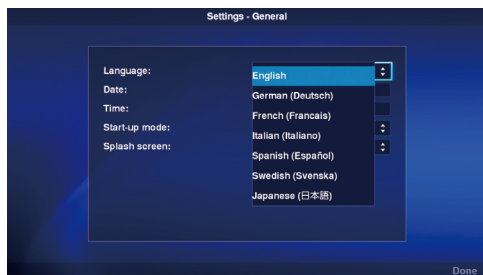 Settings - General
Language:
Date:
Time:
Start-up mode:
Splash screen:
English
German (Deutsch)
French (Francais)
Italian (Italiano)
Spanish (Español)
Swedish (Svenska)
Japanese (日本語)
Done